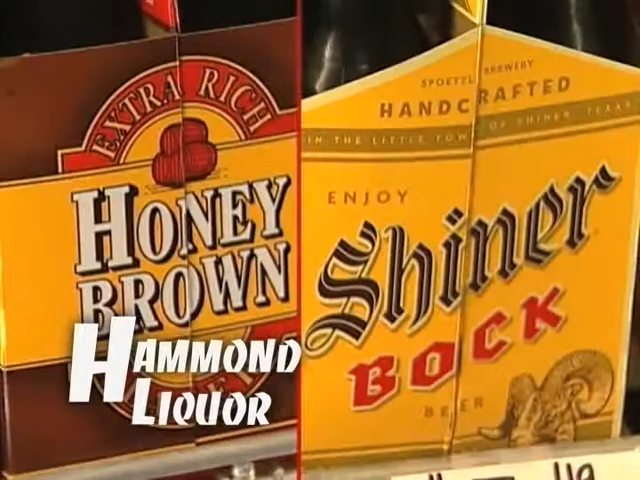 EXTRA RICH
HONEY
BROWN
HAMMOND
LIQUOR
SPOETZL BREWERY
HANDCRAFTED
IN THE LITTLE TOWN OF SHINER, TEXAS
ENJOY
Shiner
BOCK
BEER